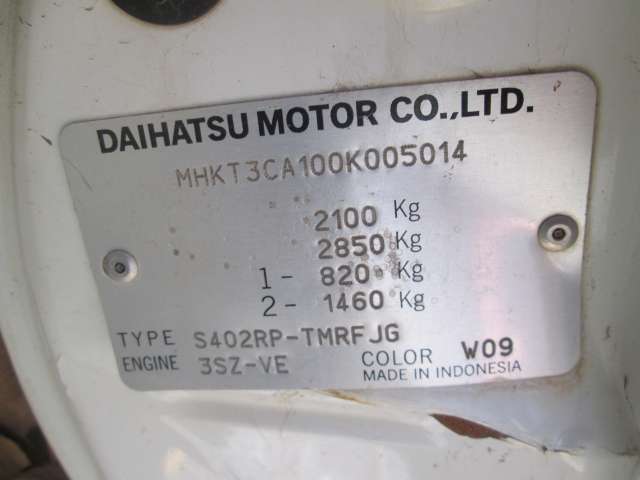 DAIHATSU MOTOR CO.,LTD.
MHKT3CA100K005014
2100 Kg
2850 Kg
1- 820 Kg
2- 1460 Kg
TYPE S402RP-TMRFJG
ENGINE 3SZ-VE COLOR W09
MADE IN INDONESIA